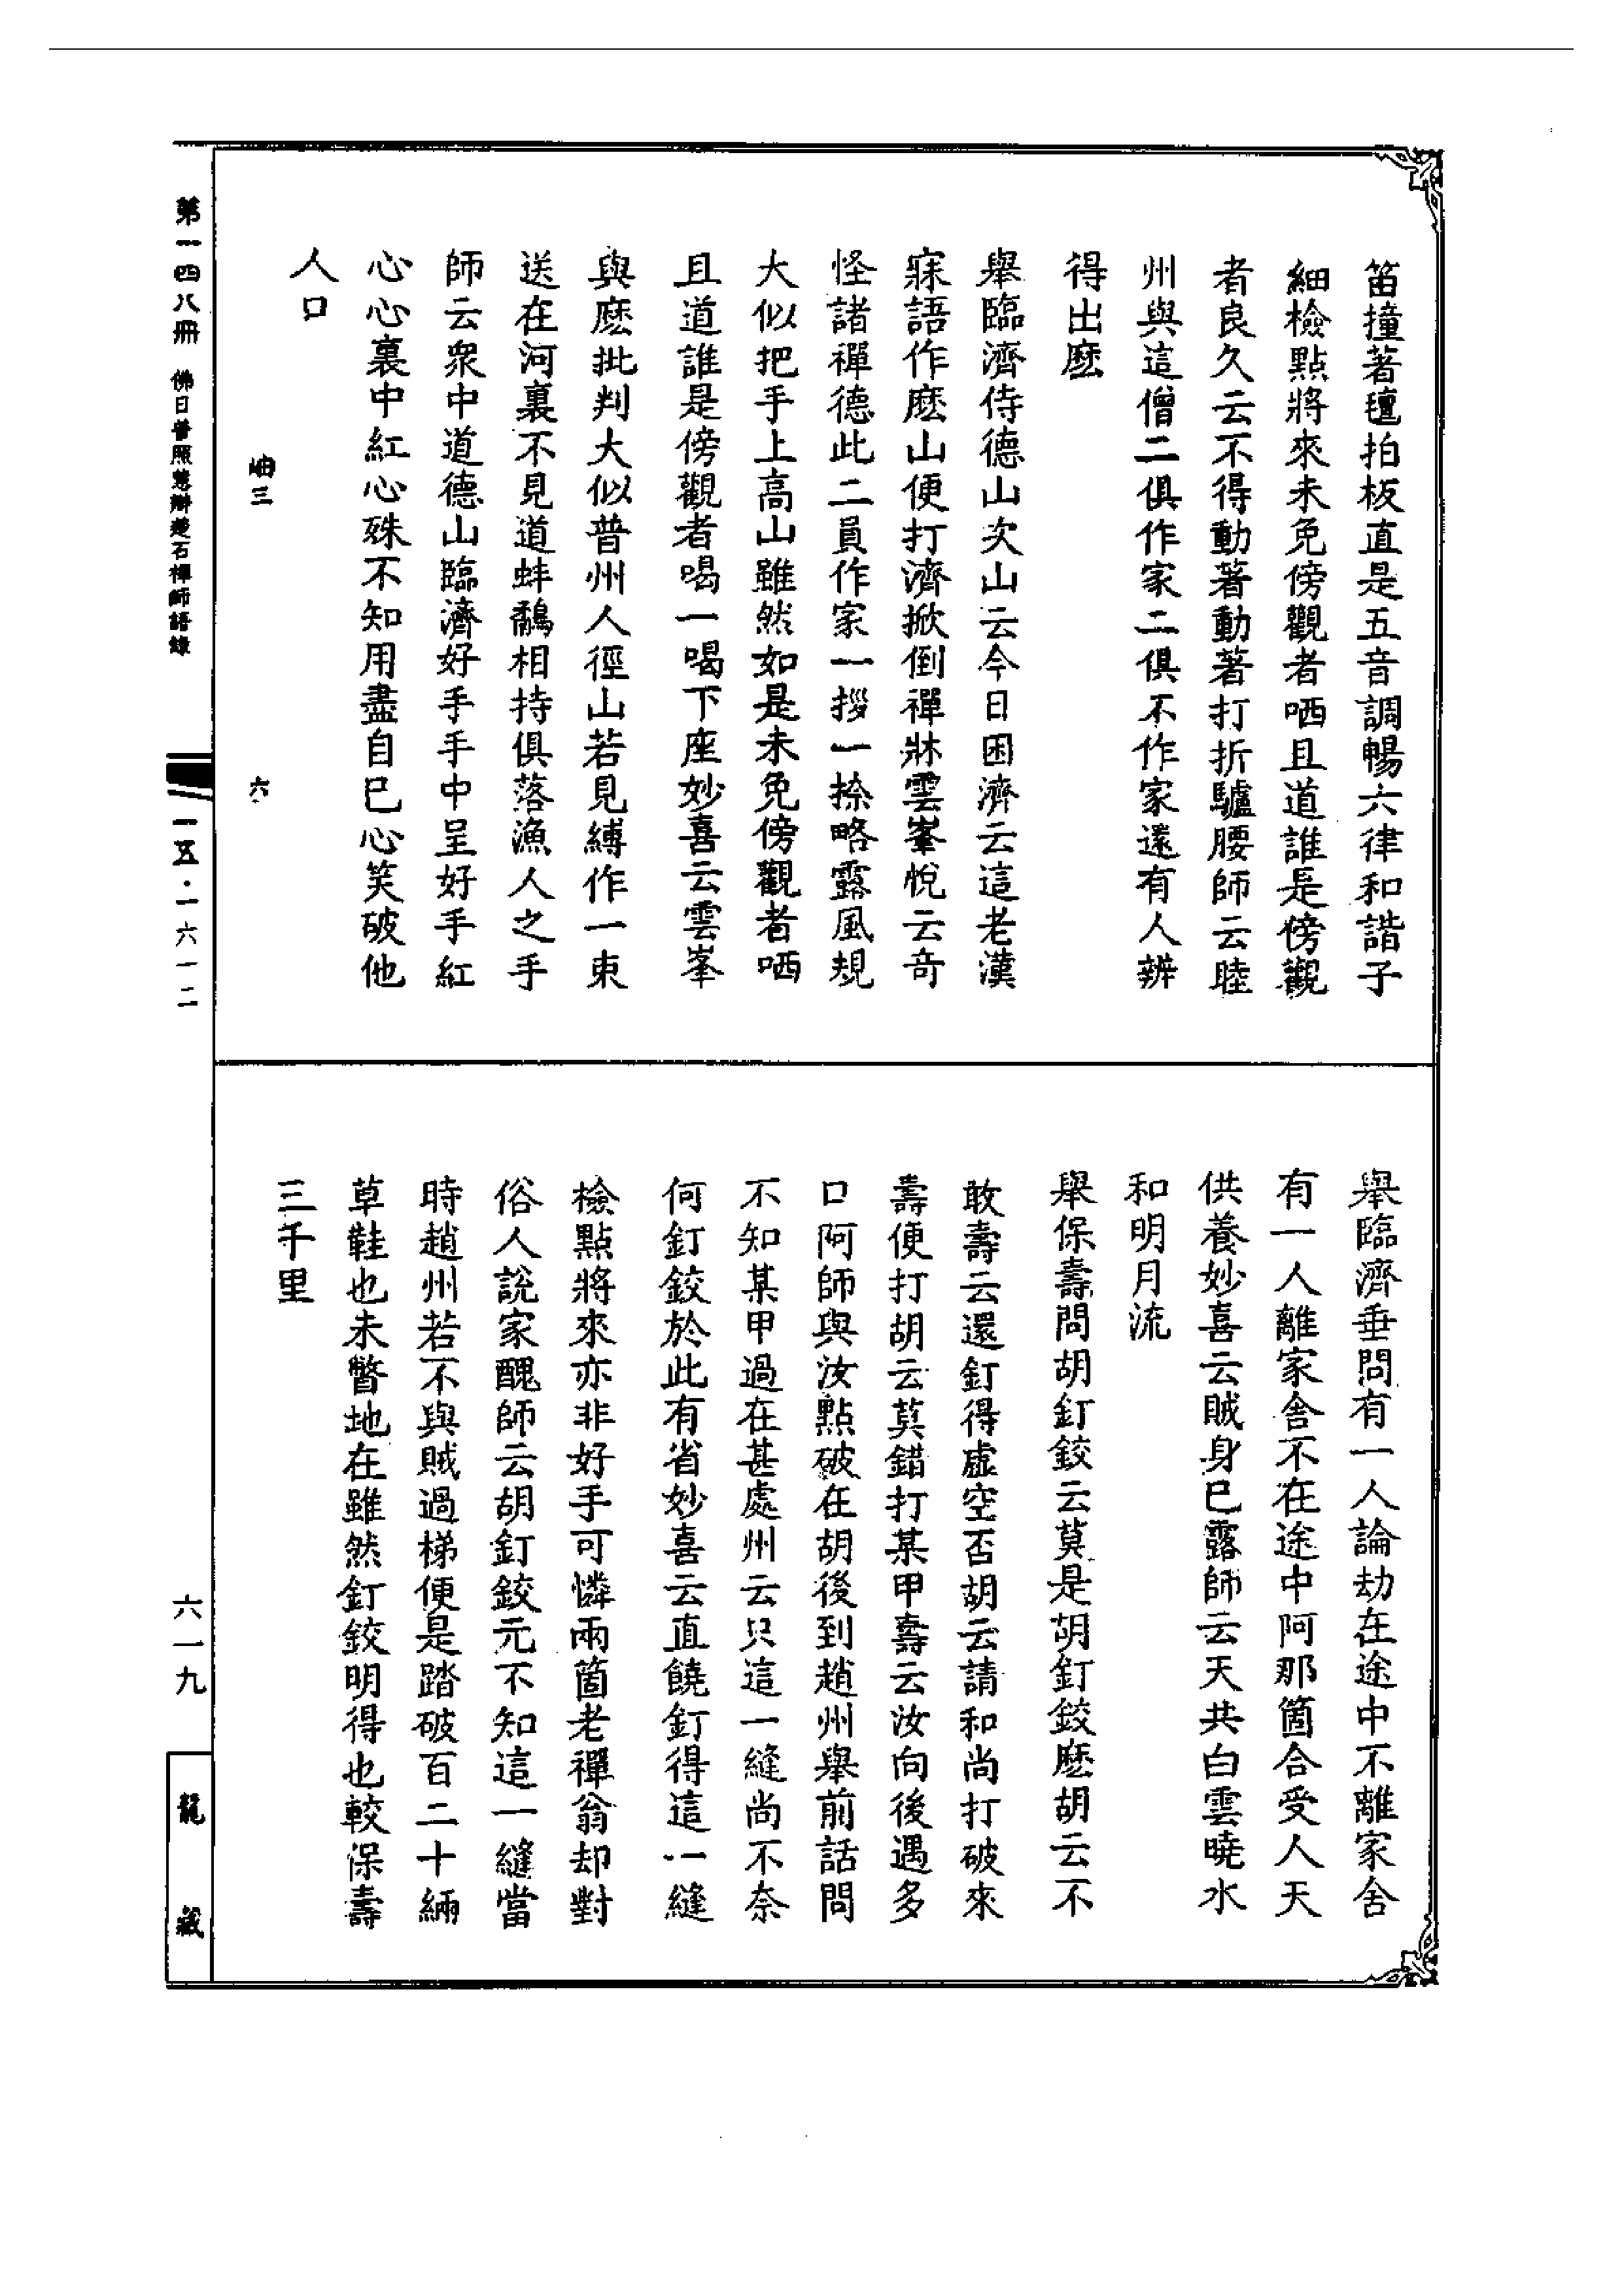 笛撞著氊拍板直是五音調暢六律和諧子
細檢點將來未免傍觀者哂且道誰是傍觀
者良久云不得動著動著打折驢腰師云睦
州與這僧二俱作家二俱不作家還有人辨
得出麽
舉臨濟侍德山次山云今日困濟云這老漢
寐語作麽山便打濟掀倒禪牀雲峯悅云奇
怪諸禪德此二員作家一拶一捺略露風規
大似把手上高山雖然如是未免傍觀者哂
且道誰是傍觀者喝一喝下座妙喜云雲峯
與麽批判大似普州人徑山若見縛作一束
送在河裏不見道蚌鷸相持俱落漁人之手
師云衆中道德山臨濟好手手中呈好手紅
心心裏中紅心殊不知用盡自巳心笑破他
人口
岫三 六
舉臨濟垂問有一人論劫在途中不離家舍
有一人離家舍不在途中阿那箇合受人天
供養妙喜云賊身巳露師云天共白雲曉水
和明月流
舉保壽問胡釘鉸云莫是胡釘鉸麽胡云不
敢壽云還釘得虛空否胡云請和尚打破來
壽便打胡云莫錯打某甲壽云汝向後遇多
口阿師與汝點破在胡後到趙州舉前話問
不知某甲過在甚處州云只這一縫尚不奈
何釘鉸於此有省妙喜云直饒釘得這一縫
檢點將來亦非好手可憐兩箇老禪翁却對
俗人說家醜師云胡釘鉸元不知這一縫當
時趙州若不與賊過梯便是踏破百二十緉
草鞋也未瞥地在雖然釘鉸明得也較保壽
三千里
第一四八冊 佛日普照慧辯楚石禪師語錄
一五·一六一二
六一九
龍藏